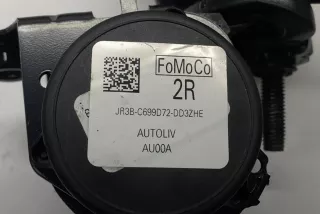 FoMoCo
2R
JR3B-C699D72-DD3ZHE
AUTOLIV
AU00A